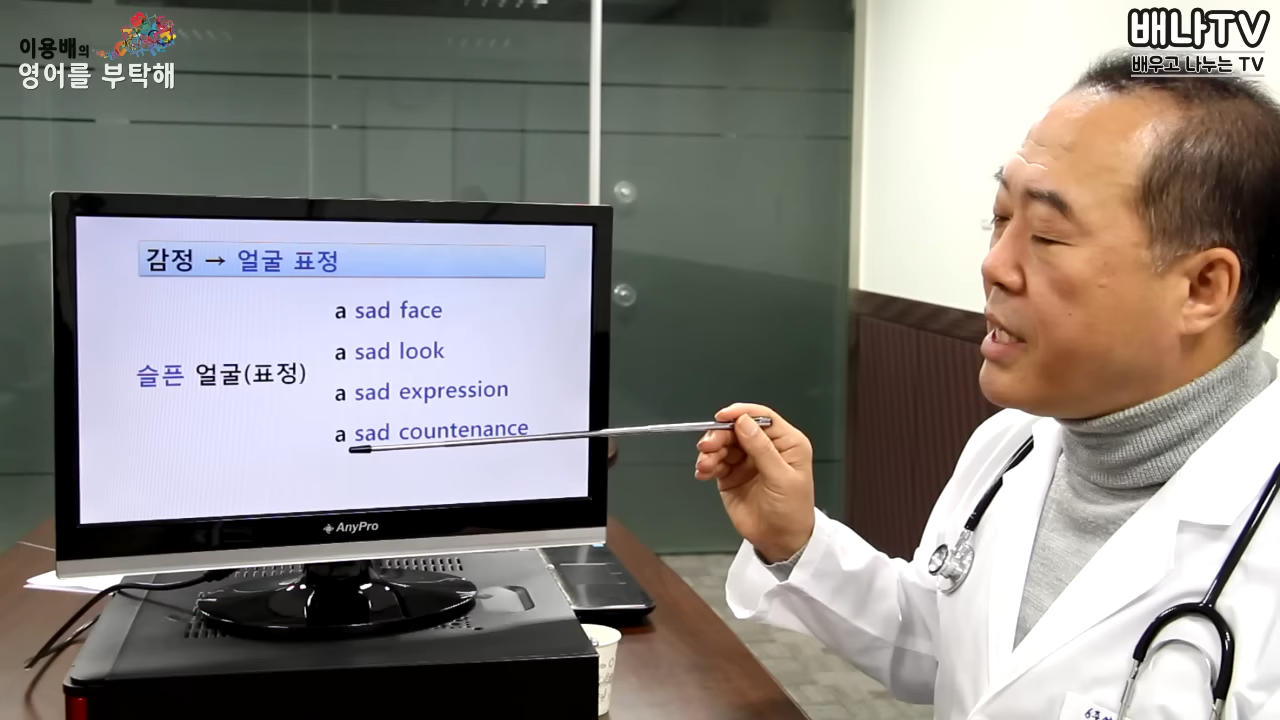 이용배의
영어를 부탁해
배나TV
배우고 나누는 TV
감정 → 얼굴 표정
슬픈 얼굴(표정)
a sad face
a sad look
a sad expression
a sad countenance
AnyPro